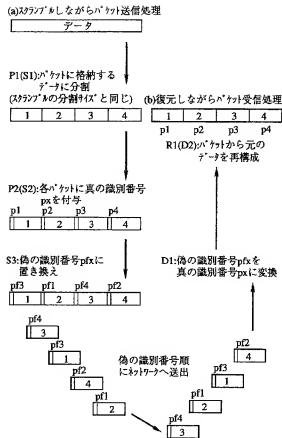 (a)スクランブルしながらパケット送信処理
データ
P1(S1):パケットに格納する
データに分割
(スクランブルの分割サイズと同じ)
1 2 3 4
(b)復元しながらパケット受信処理
1 2 3 4
p1 p2 p3 p4
R1(D2):パケットから元の
データを再構成
P2(S2):各パケットに真の識別番号
pxを付与
p1 p2 p3 p4
1 2 3 4
S3:偽の識別番号pfxに
置き換え
pf3 pf1 pf4 pf2
1 2 3 4
D1:偽の識別番号pfxを
真の識別番号pxに変換
pf4
3
pf3
1
pf2
4
pf1
2
偽の識別番号順
にネットワークへ送出
pf2
4
pf3
1
pf1
2
pf4
3